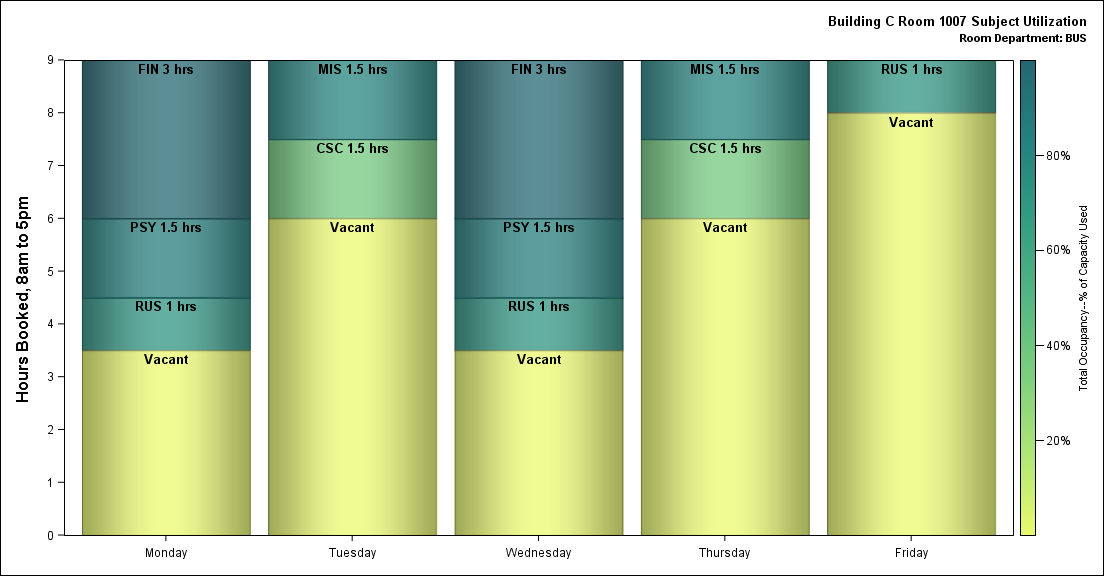 Building C Room 1007 Subject Utilization
Room Department: BUS
Hours Booked, 8am to 5pm
9
8
7
6
5
4
3
2
1
0
FIN 3 hrs
PSY 1.5 hrs
RUS 1 hrs
Vacant
MIS 1.5 hrs
CSC 1.5 hrs
Vacant
FIN 3 hrs
PSY 1.5 hrs
RUS 1 hrs
Vacant
MIS 1.5 hrs
CSC 1.5 hrs
Vacant
RUS 1 hrs
Vacant
Monday
Tuesday
Wednesday
Thursday
Friday
80%
60%
40%
20%
Total Occupancy--% of Capacity Used